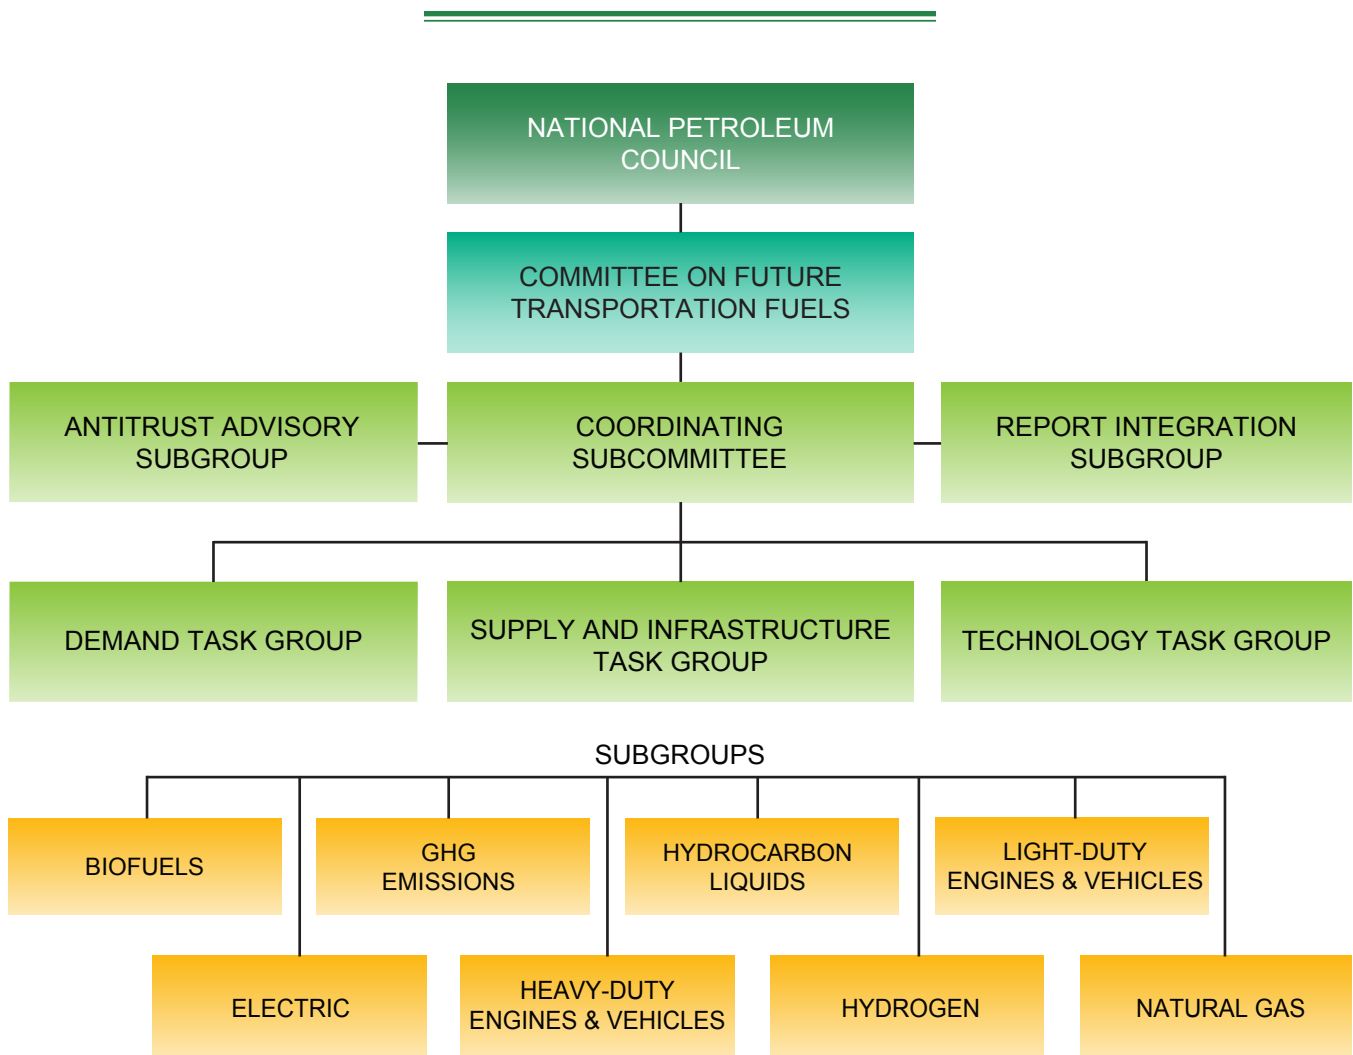 NATIONAL PETROLEUM
COUNCIL
COMMITTEE ON FUTURE
TRANSPORTATION FUELS
ANTITRUST ADVISORY
SUBGROUP
COORDINATING
SUBCOMMITTEE
REPORT INTEGRATION
SUBGROUP
DEMAND TASK GROUP
SUPPLY AND INFRASTRUCTURE
TASK GROUP
TECHNOLOGY TASK GROUP
SUBGROUPS
BIOFUELS
GHG
EMISSIONS
HYDROCARBON
LIQUIDS
LIGHT-DUTY
ENGINES & VEHICLES
ELECTRIC
HEAVY-DUTY
ENGINES & VEHICLES
HYDROGEN
NATURAL GAS